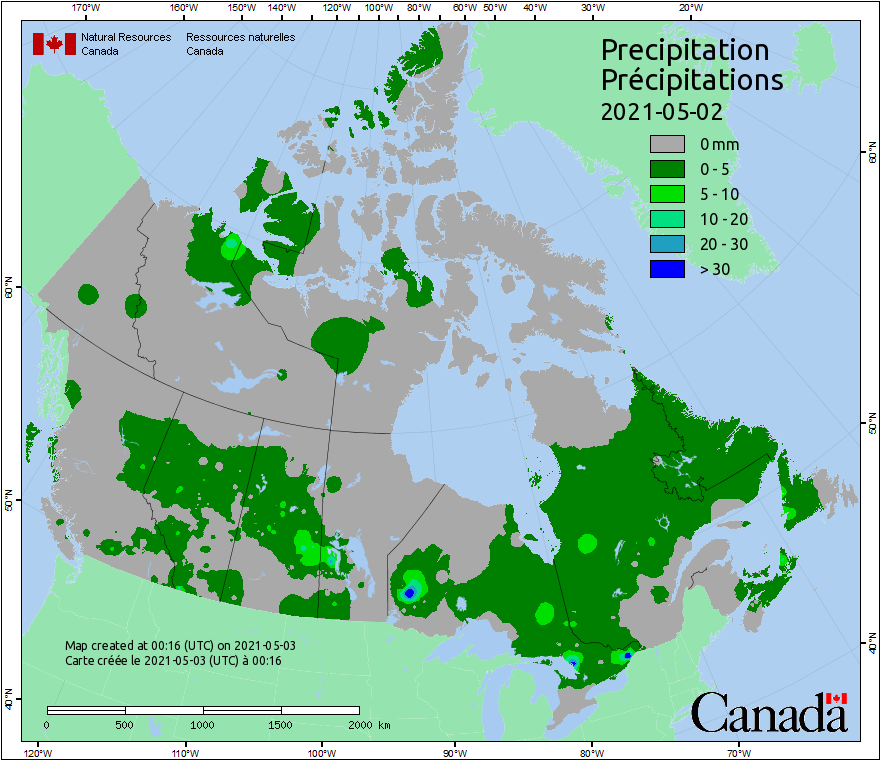 170°W 160°W 150°W 140°W 120°W 100°W 80°W 60°W 50°W 40°W 30°W 20°W
Natural Resources Canada
Ressources naturelles Canada
Precipitation
Précipitations
2021-05-02
0 mm
0 - 5
5 - 10
10 - 20
20 - 30
> 30
60°N
60°N
50°N
50°N
40°N
40°N
Map created at 00:16 (UTC) on 2021-05-03
Carte créée le 2021-05-03 (UTC) à 00:16
0 500 1000 1500 2000 km
Canada
120°W 110°W 100°W 90°W 80°W 70°W